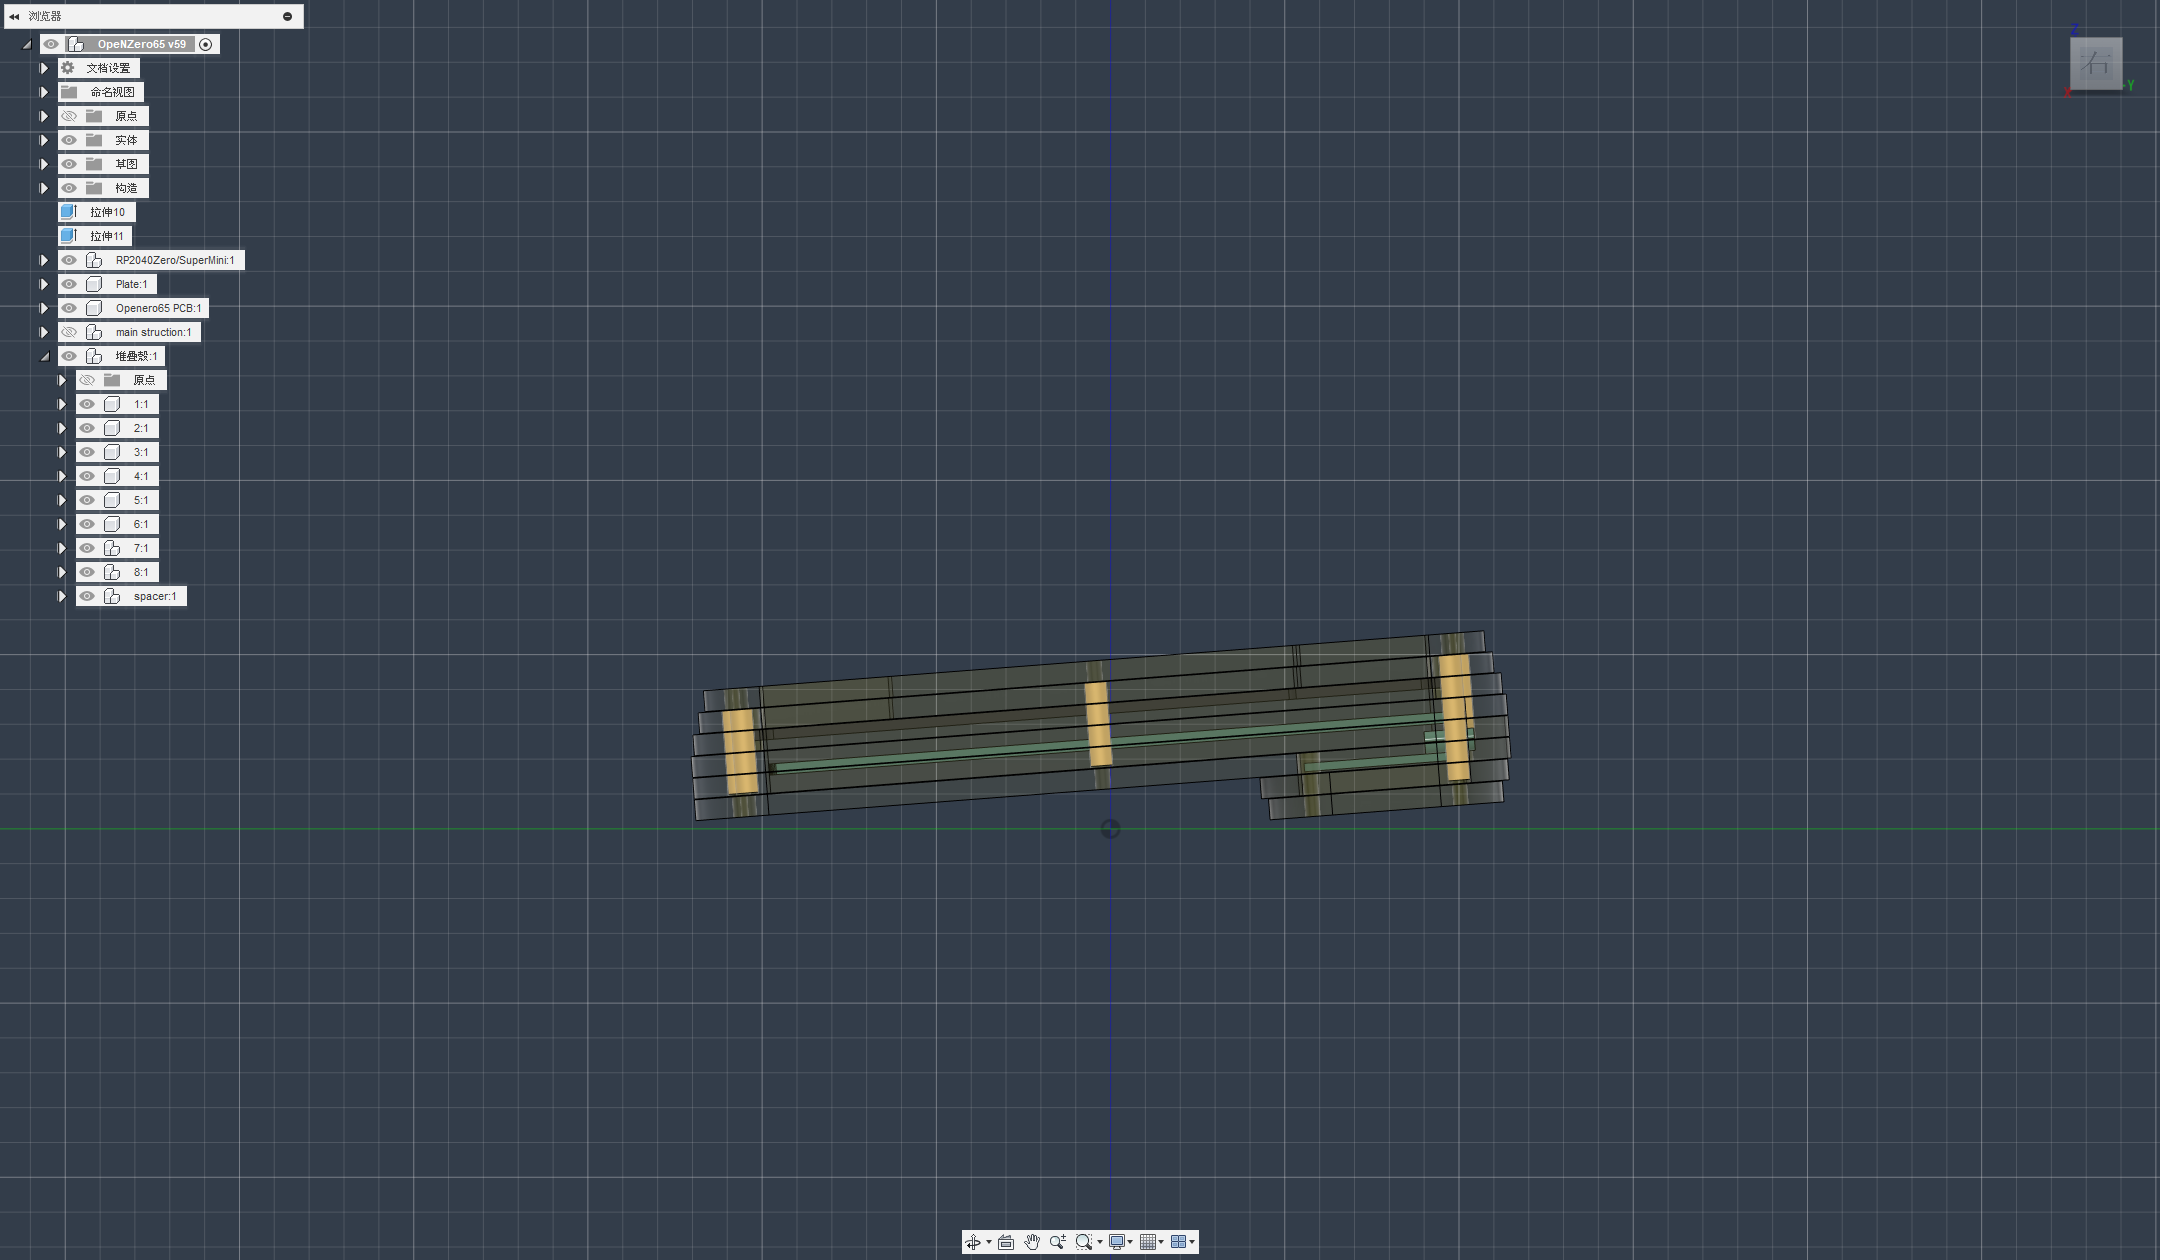 浏览器
OpeNZero65 v59
文档设置
命名视图
原点
实体
草图
构造
拉伸10
拉伸11
RP2040Zero/SuperMini:1
Plate:1
Openero65 PCB:1
main struction:1
堆叠殼:1
原点
1:1
2:1
3:1
4:1
5:1
6:1
7:1
8:1
spacer:1
Z
右
Y
X